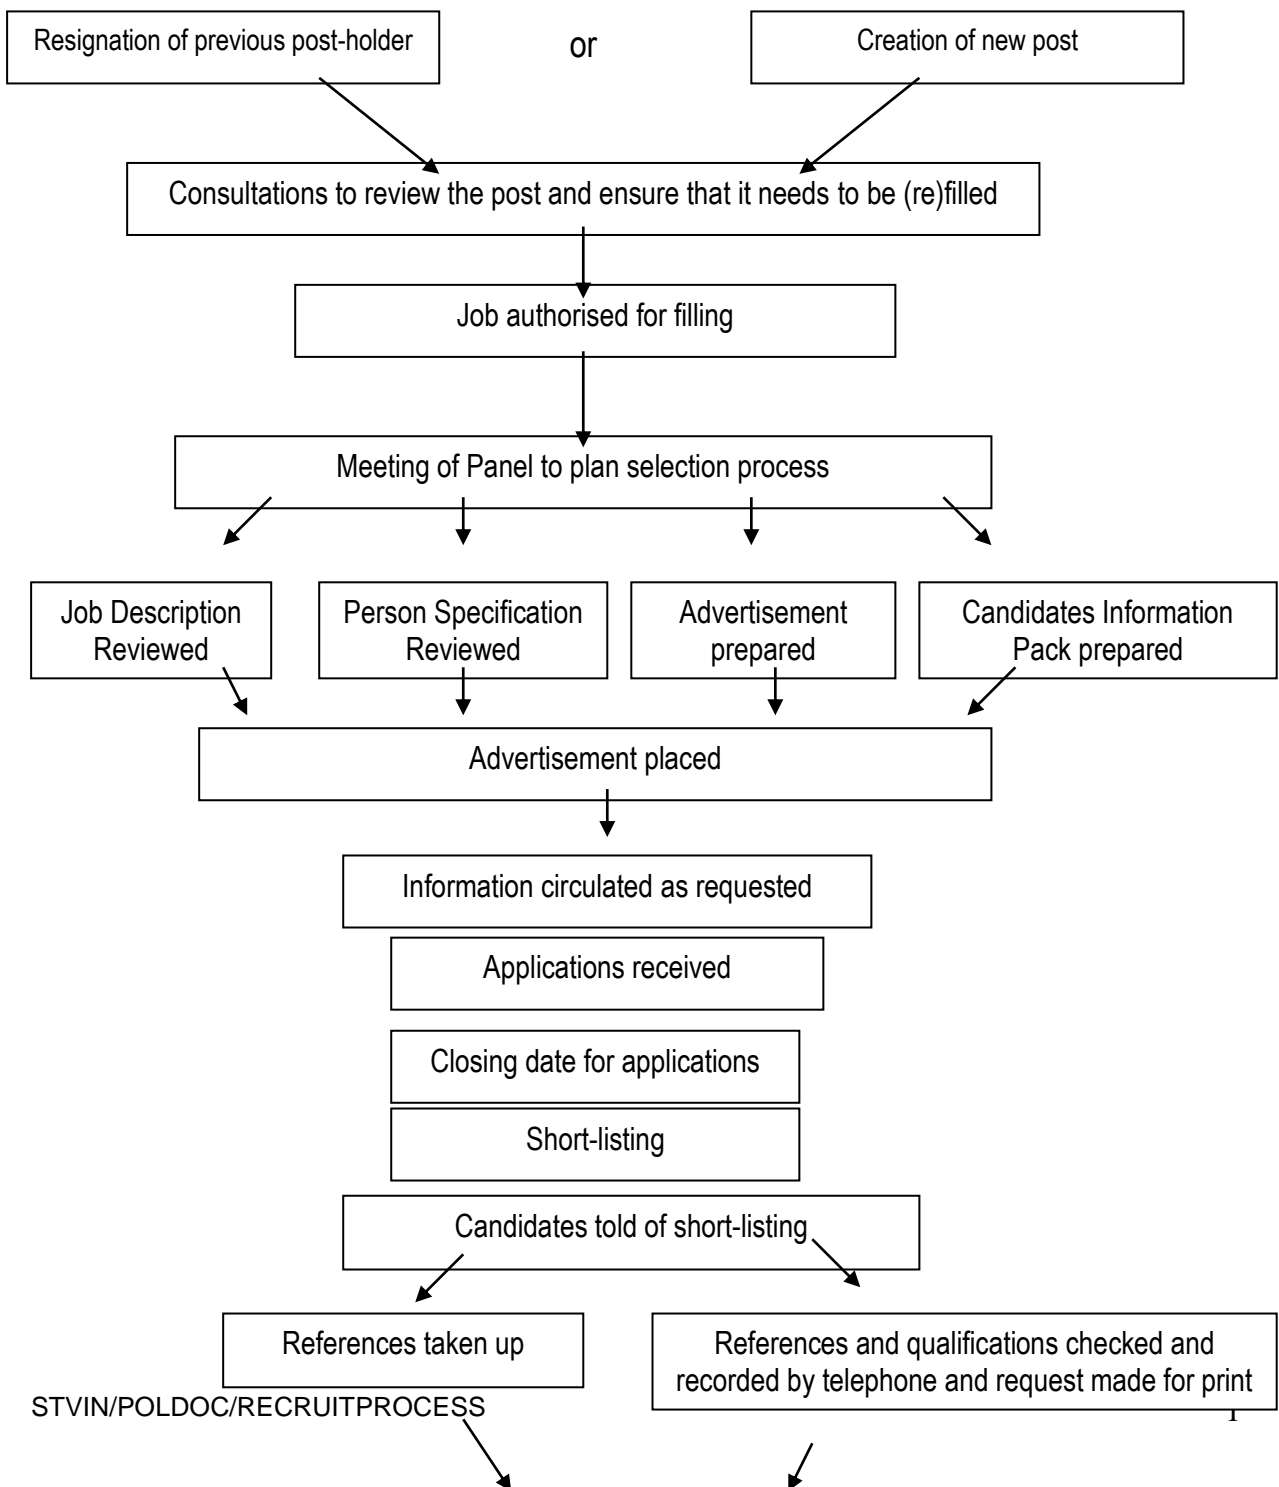 Resignation of previous post-holder
or
Creation of new post
Consultations to review the post and ensure that it needs to be (re)filled
Job authorised for filling
Meeting of Panel to plan selection process
Job Description
Reviewed
Person Specification
Reviewed
Advertisement
prepared
Candidates Information
Pack prepared
Advertisement placed
Information circulated as requested
Applications received
Closing date for applications
Short-listing
Candidates told of short-listing
References taken up
References and qualifications checked and
recorded by telephone and request made for print
STVIN/POLDOC/RECRUITPROCESS